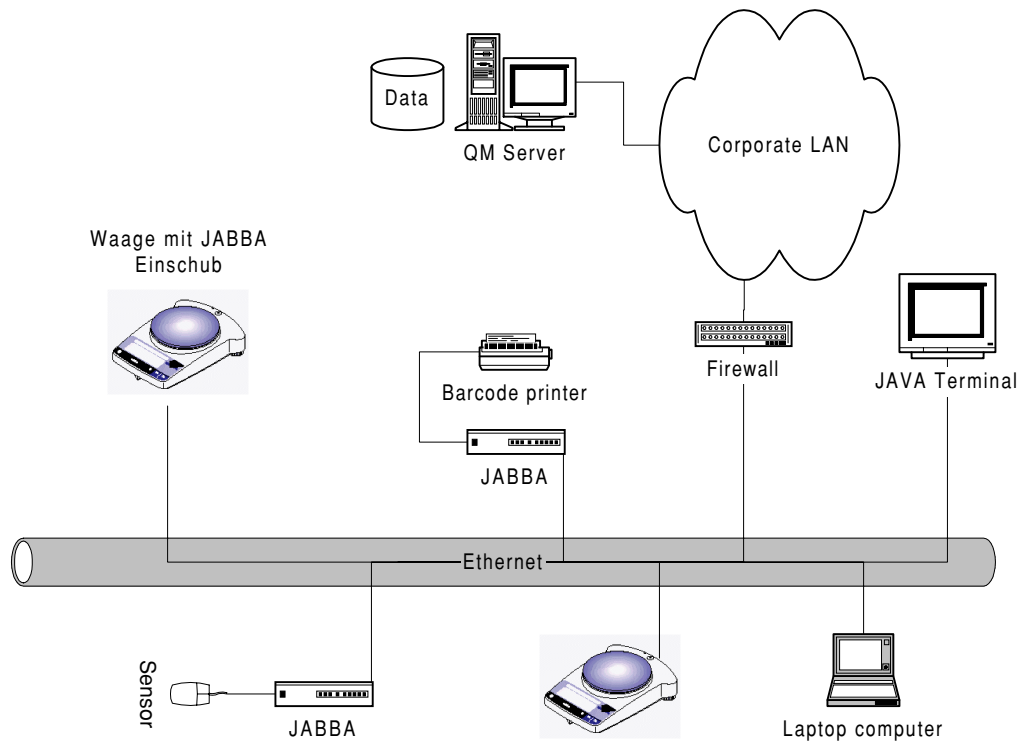 Data
QM Server
Corporate LAN
Waage mit JABBA
Einschub
Barcode printer
Firewall
JAVA Terminal
JABBA
Ethernet
Sensor
JABBA
Laptop computer